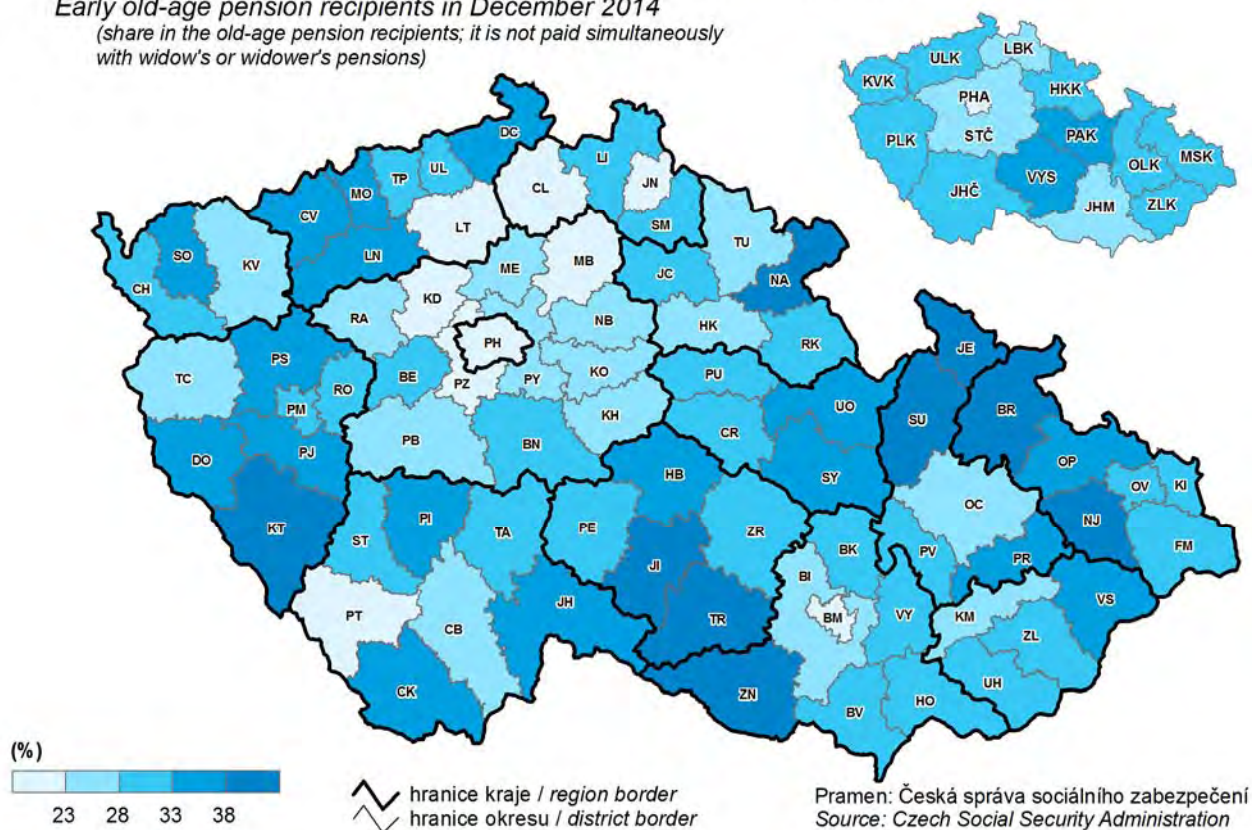 Early old-age pension recipients in December 2014
(share in the old-age pension recipients; it is not paid simultaneously
with widow's or widower's pensions)
KVK
ULK
LBK
HKK
PHA
STČ
PLK
PAK
VYS
JHČ
JHM
OLK
MSK
ZLK
DC
UL
TP
MO
CV
LN
LT
CL
LI
JN
SM
SO
KV
CH
TU
NA
JC
HK
RK
ME
MB
KD
RA
NB
PH
BE
PZ
PY
KO
KH
PB
BN
TC
PS
RO
PM
DO
PJ
KT
PU
CR
UO
SY
HB
JE
SU
BR
OP
OV
KI
NJ
FM
OC
PV
PR
ST
PI
TA
PE
JI
ZR
PT
CB
JH
CK
TR
ZN
BK
BI
BM
VY
BV
HO
KM
ZL
VS
UH
(%)
23 28 33 38
hranice kraje / region border
hranice okresu / district border
Pramen: Česká správa sociálního zabezpečení
Source: Czech Social Security Administration